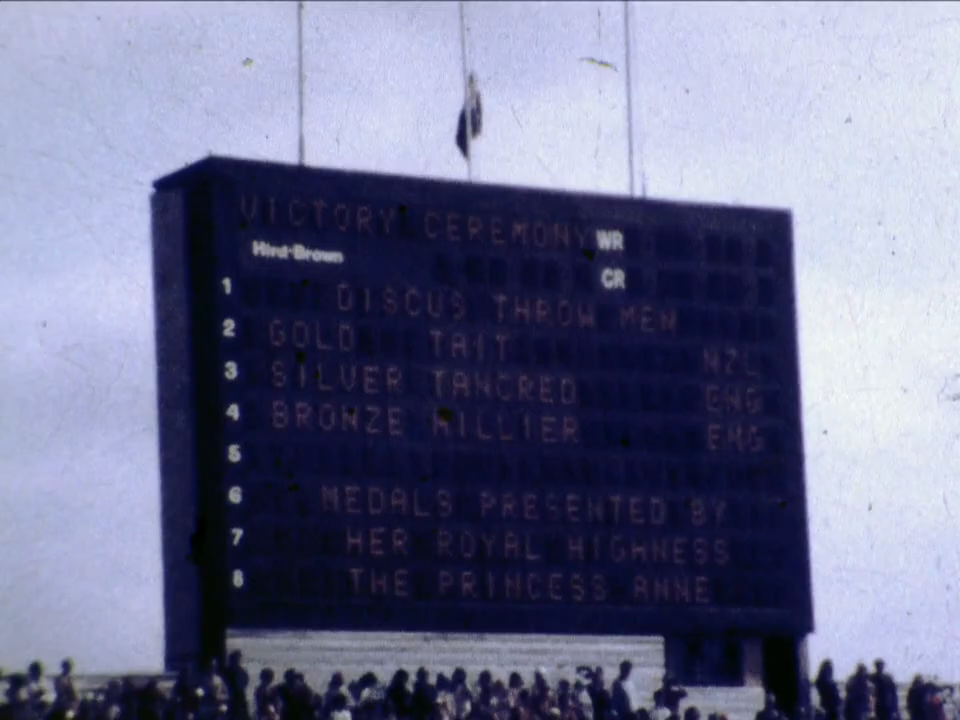 VICTORY CEREMONY WR
Hird-Brown
CR
1
DISCUS THROW MEN
2 GOLD TAIT NZL
3 SILVER TANCRED ENG
4 BRONZE HILLIER ENG
5
6 MEDALS PRESENTED BY
7 HER ROYAL HIGHNESS
8 THE PRINCESS ANNE